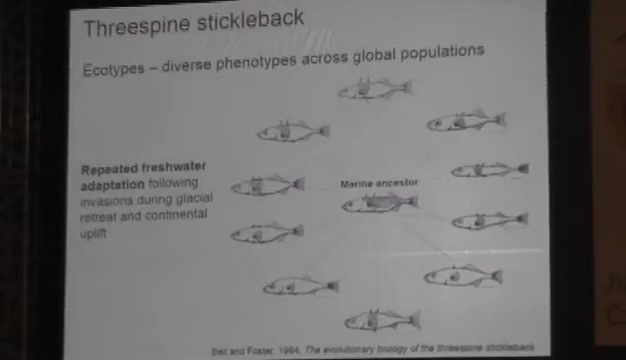 Threespine stickleback
Ecotypes – diverse phenotypes across global populations
Repeated freshwater
adaptation following
invasions during glacial
retreat and continental
uplift
Marine ancestor
Bell and Foster, 1994, The evolutionary biology of the threespine stickleback